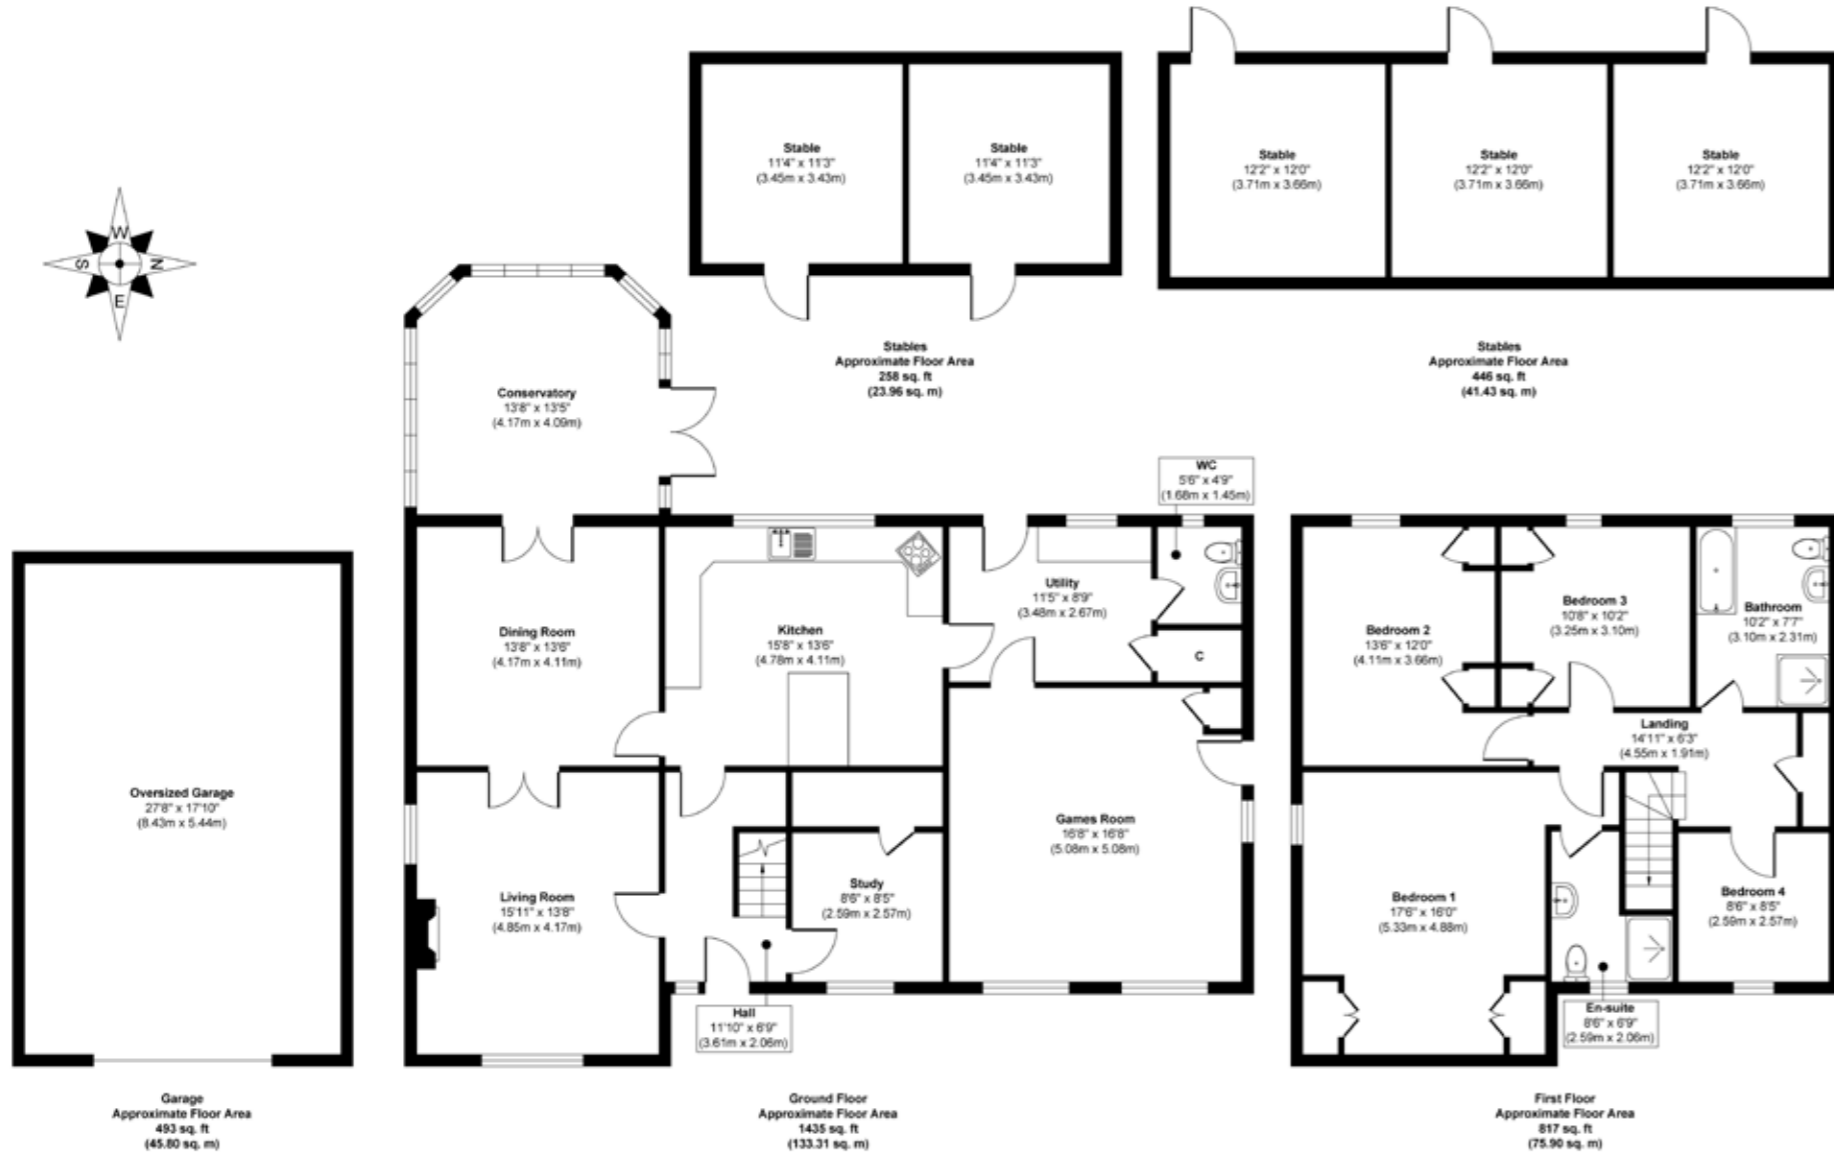 Stable
11'4" x 11'3"
(3.45m x 3.43m)
Stable
11'4" x 11'3"
(3.45m x 3.43m)
Stables
Approximate Floor Area
258 sq. ft
(23.96 sq. m)
Stable
12'2" x 12'0"
(3.71m x 3.66m)
Stable
12'2" x 12'0"
(3.71m x 3.66m)
Stable
12'2" x 12'0"
(3.71m x 3.66m)
Stables
Approximate Floor Area
446 sq. ft
(41.43 sq. m)
W
S
N
E
Conservatory
13'8" x 13'5"
(4.17m x 4.09m)
WC
5'6" x 4'9"
(1.68m x 1.45m)
Utility
11'5" x 8'9"
(3.48m x 2.67m)
C
Dining Room
13'8" x 13'6"
(4.17m x 4.11m)
Kitchen
15'8" x 13'6"
(4.78m x 4.11m)
Games Room
16'8" x 16'8"
(5.08m x 5.08m)
Living Room
15'11" x 13'8"
(4.85m x 4.17m)
Study
8'6" x 8'5"
(2.59m x 2.57m)
Hall
11'10" x 6'9"
(3.61m x 2.06m)
Ground Floor
Approximate Floor Area
1435 sq. ft
(133.31 sq. m)
Oversized Garage
27'8" x 17'10"
(8.43m x 5.44m)
Garage
Approximate Floor Area
493 sq. ft
(45.80 sq. m)
Bedroom 2
13'6" x 12'0"
(4.11m x 3.66m)
Bedroom 3
10'8" x 10'2"
(3.25m x 3.10m)
Bathroom
10'2" x 7'7"
(3.10m x 2.31m)
Landing
14'11" x 6'3"
(4.55m x 1.91m)
Bedroom 1
17'6" x 16'0"
(5.33m x 4.88m)
Bedroom 4
8'6" x 8'5"
(2.59m x 2.57m)
En-suite
8'6" x 6'9"
(2.59m x 2.06m)
First Floor
Approximate Floor Area
817 sq. ft
(75.90 sq. m)